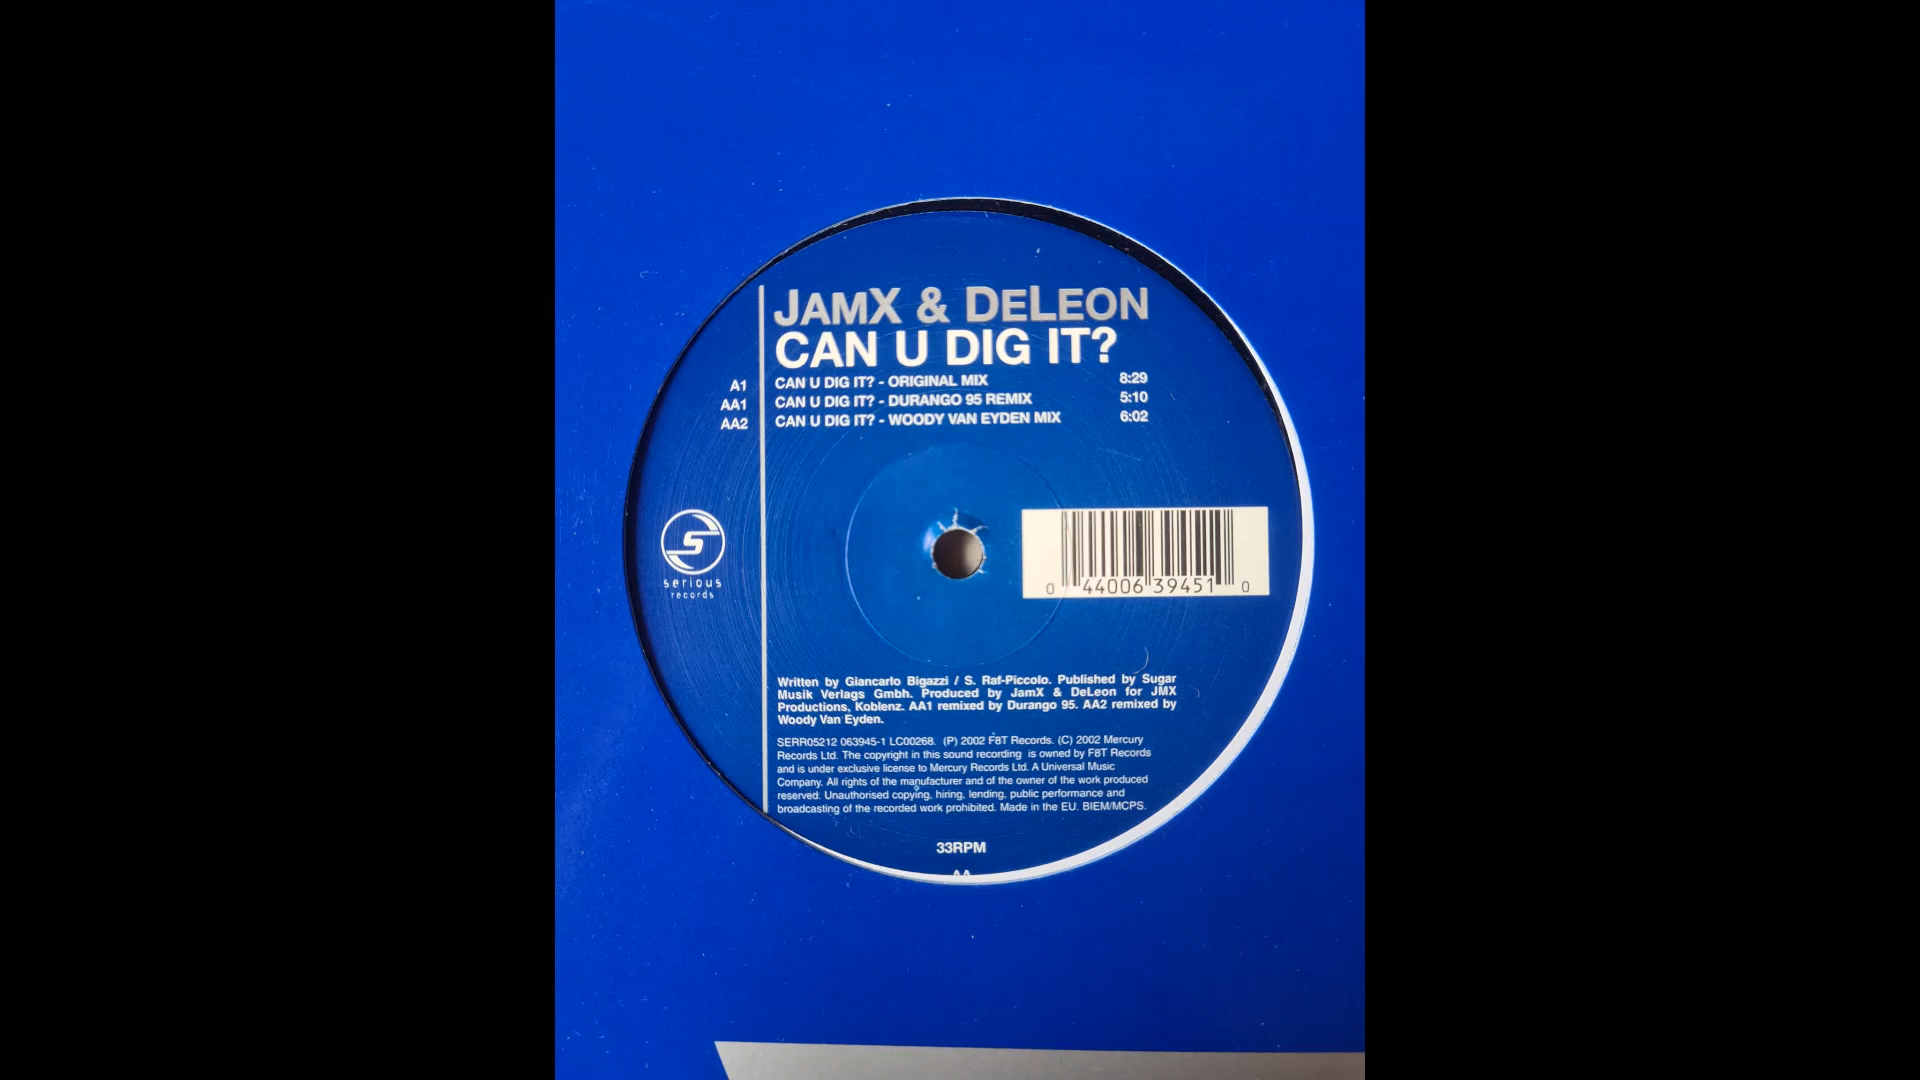 JAMX & DELEON
CAN U DIG IT?
A1 CAN U DIG IT? - ORIGINAL MIX 8:29
AA1 CAN U DIG IT? - DURANGO 95 REMIX 5:10
AA2 CAN U DIG IT? - WOODY VAN EYDEN MIX 6:02
S
serious
records
0 44006 39451 0
Written by Giancarlo Bigazzi / S. Raf-Piccolo. Published by Sugar
Musik Verlags Gmbh. Produced by JamX & DeLeon for JMX
Productions, Koblenz. AA1 remixed by Durango 95. AA2 remixed by
Woody Van Eyden.
SERR05212 063945-1 LC00268. (P) 2002 F8T Records. (C) 2002 Mercury
Records Ltd. The copyright in this sound recording is owned by F8T Records
and is under exclusive license to Mercury Records Ltd. A Universal Music
Company. All rights of the manufacturer and of the owner of the work produced
reserved. Unauthorised copying, hiring, lending, public performance and
broadcasting of the recorded work prohibited. Made in the EU. BIEM/MCPS.
33RPM
AA